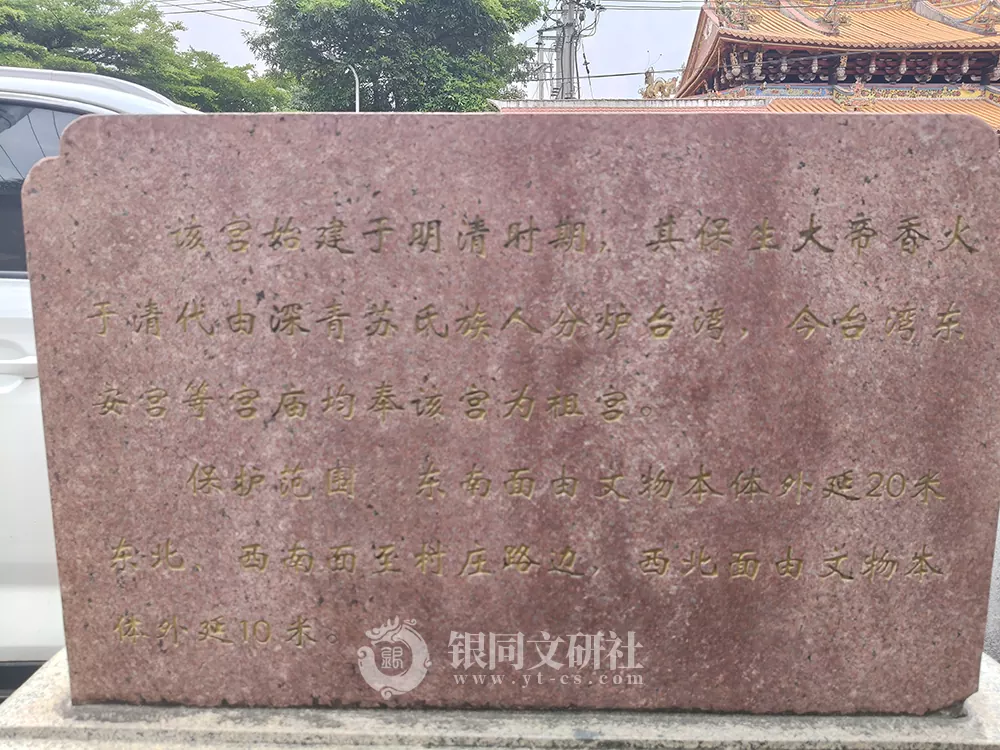 该宫始建于明清时期，其保生大帝香火
于清代由深青苏氏族人分炉台湾，今台湾东
安宫等宫庙均奉该宫为祖宫。
保护范围 东南面由文物本体外延20米
东北、西南面至村庄路边，西北面由文物本
体外延10米。
银同文研社
www.yt-cs.com